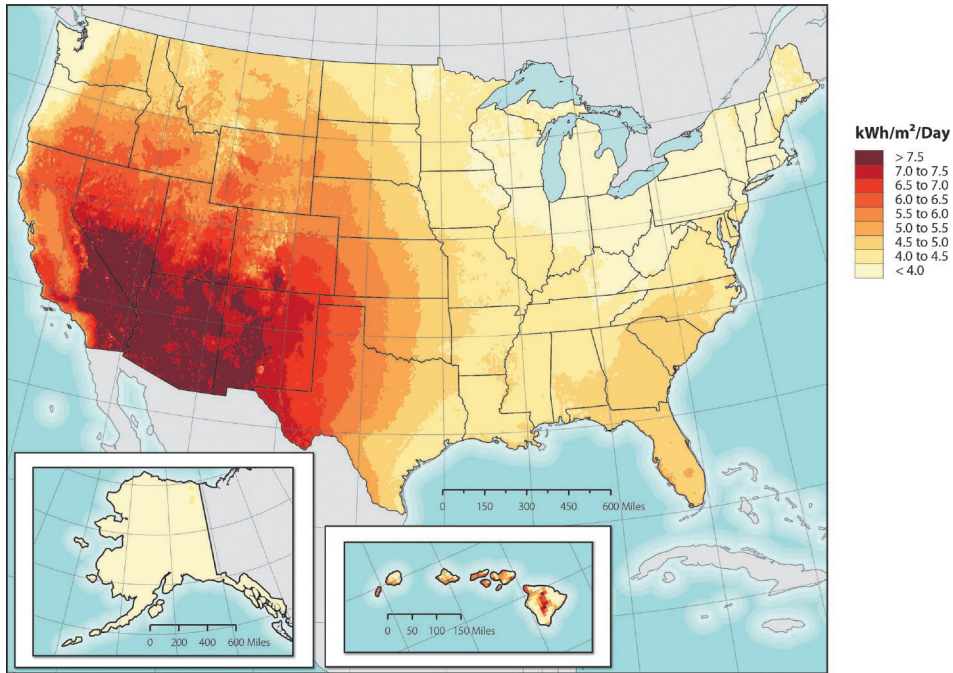 kWh/m²/Day
> 7.5
7.0 to 7.5
6.5 to 7.0
6.0 to 6.5
5.5 to 6.0
5.0 to 5.5
4.5 to 5.0
4.0 to 4.5
< 4.0
0 150 300 450 600 Miles
0 200 400 600 Miles
0 50 100 150 Miles